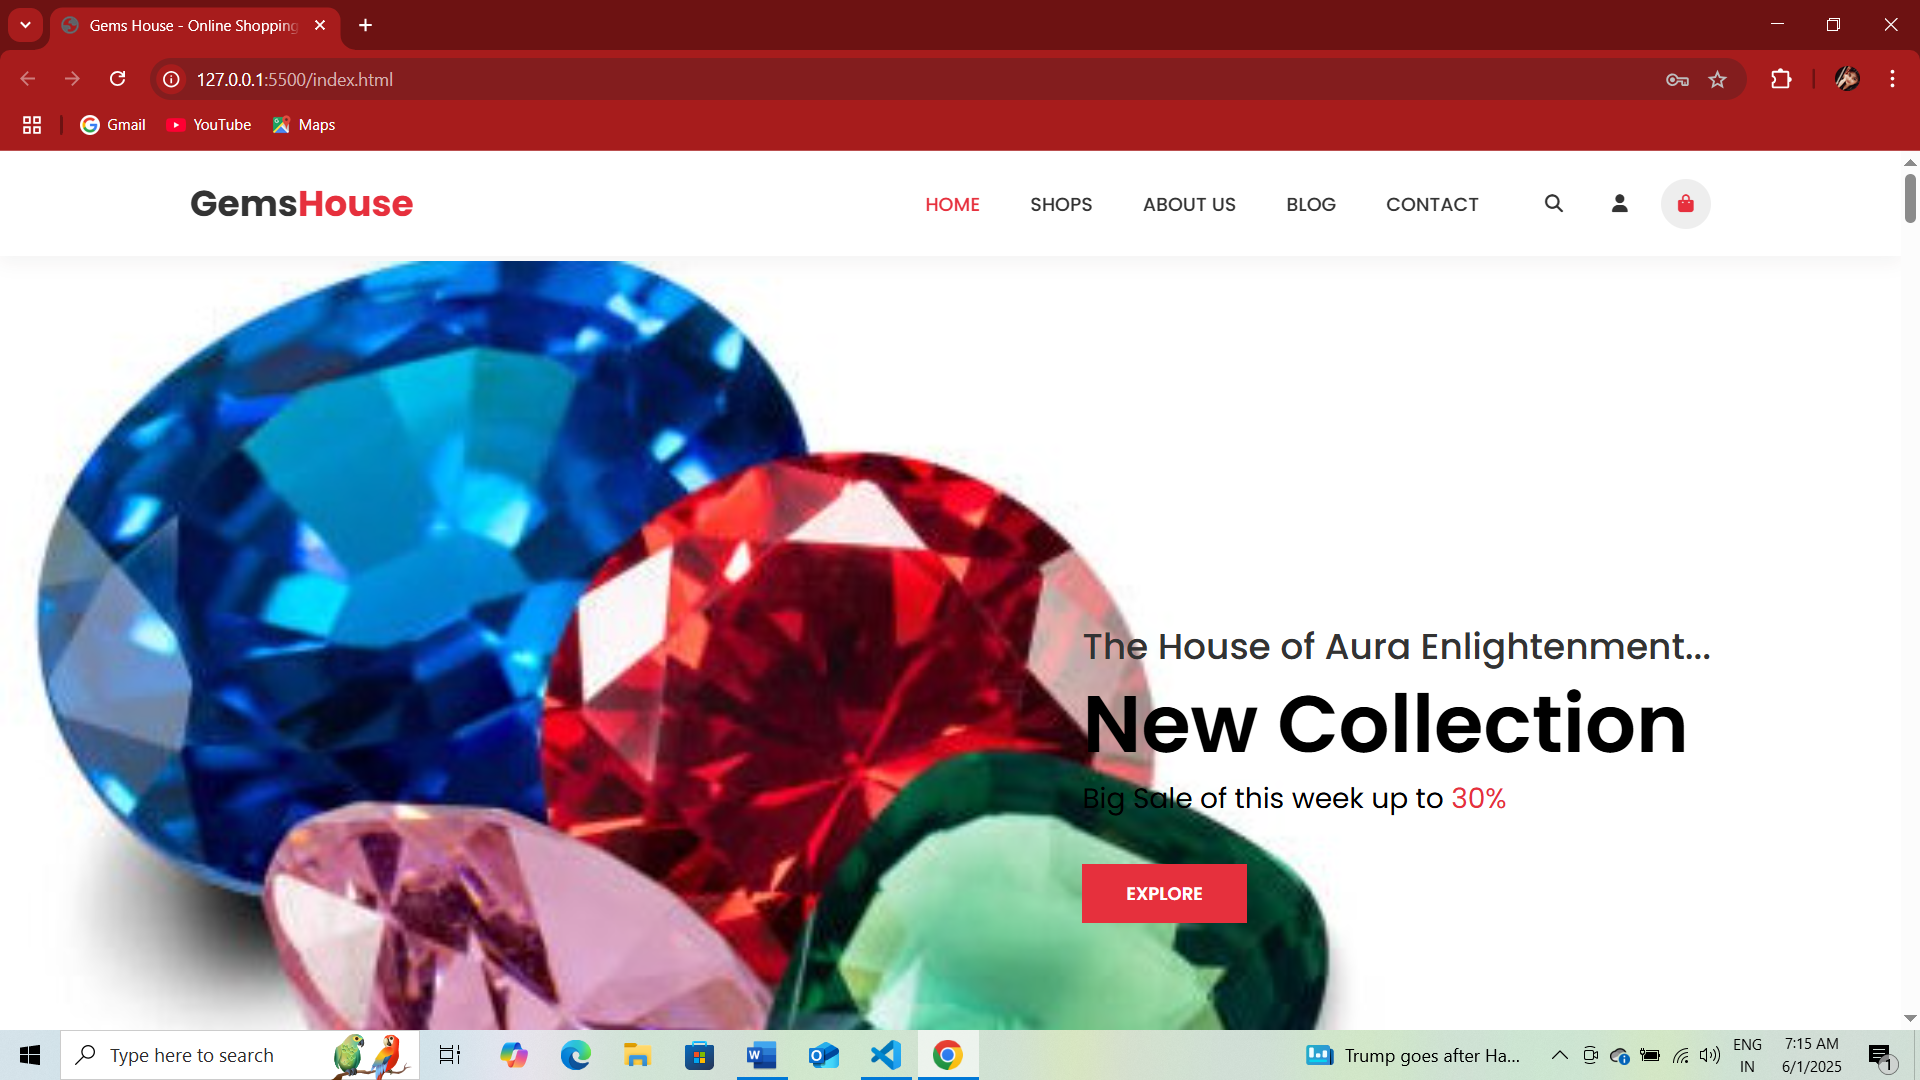 Gems House - Online Shopping
127.0.0.1:5500/index.html
Gmail
YouTube
Maps
GemsHouse
HOME
SHOPS
ABOUT US
BLOG
CONTACT
The House of Aura Enlightenment...
New Collection
Big Sale of this week up to 30%
EXPLORE
Type here to search
Trump goes after Ha...
ENG
IN
7:15 AM
6/1/2025
1